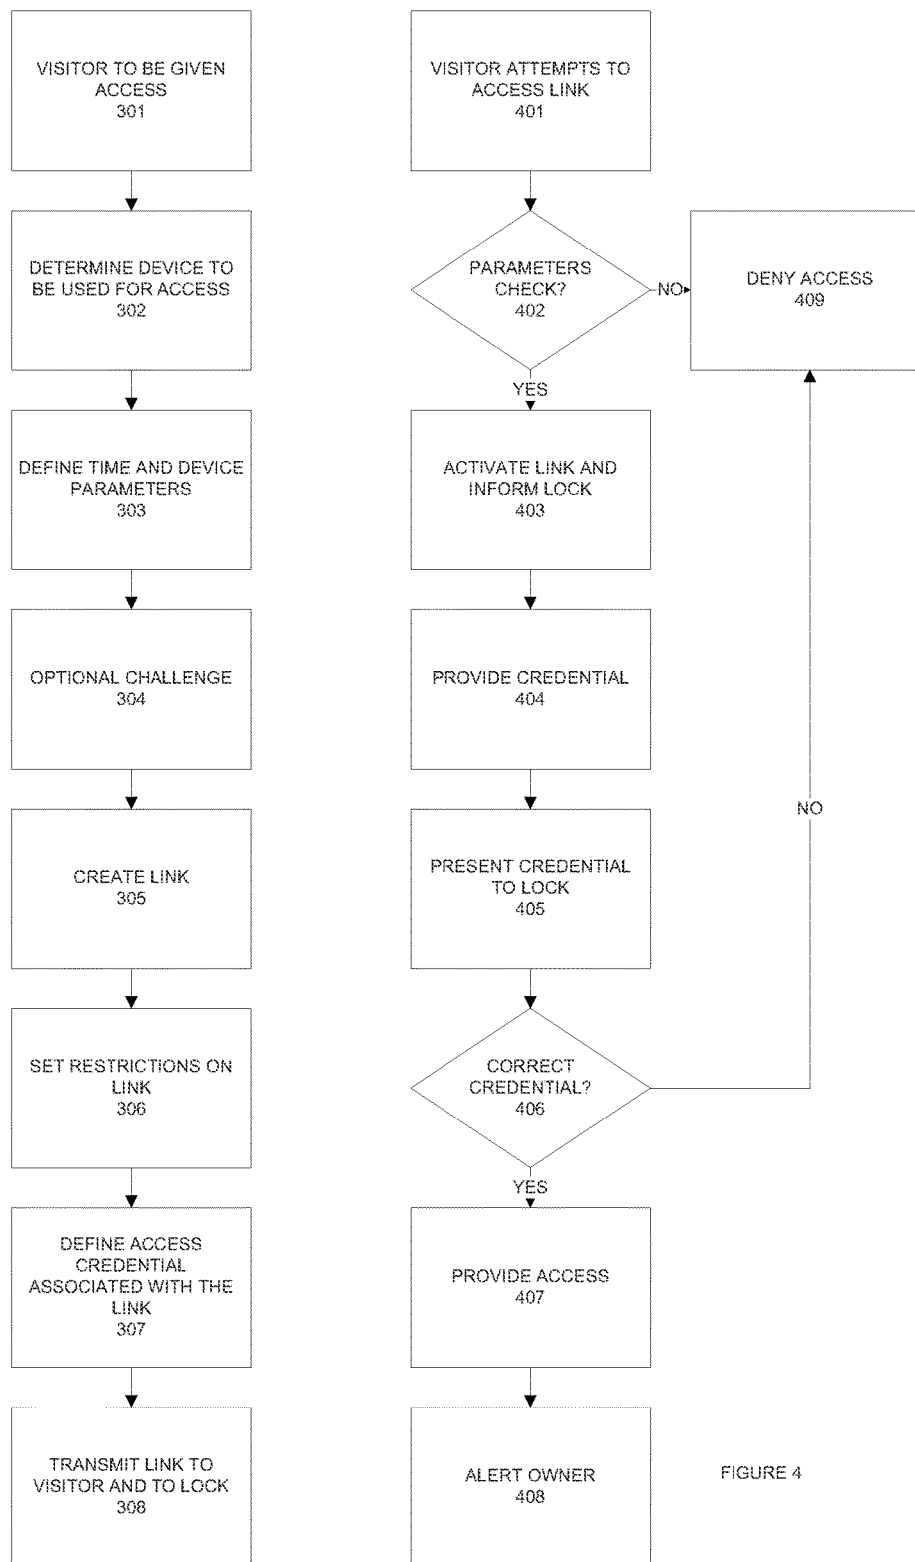 VISITOR TO BE GIVEN
ACCESS
301
DETERMINE DEVICE TO
BE USED FOR ACCESS
302
DEFINE TIME AND DEVICE
PARAMETERS
303
OPTIONAL CHALLENGE
304
CREATE LINK
305
SET RESTRICTIONS ON
LINK
306
DEFINE ACCESS
CREDENTIAL
ASSOCIATED WITH THE
LINK
307
TRANSMIT LINK TO
VISITOR AND TO LOCK
308
VISITOR ATTEMPTS TO
ACCESS LINK
401
PARAMETERS
CHECK?
402
NO
DENY ACCESS
409
YES
ACTIVATE LINK AND
INFORM LOCK
403
PROVIDE CREDENTIAL
404
PRESENT CREDENTIAL
TO LOCK
405
NO
CORRECT
CREDENTIAL?
406
YES
PROVIDE ACCESS
407
ALERT OWNER
408
FIGURE 4